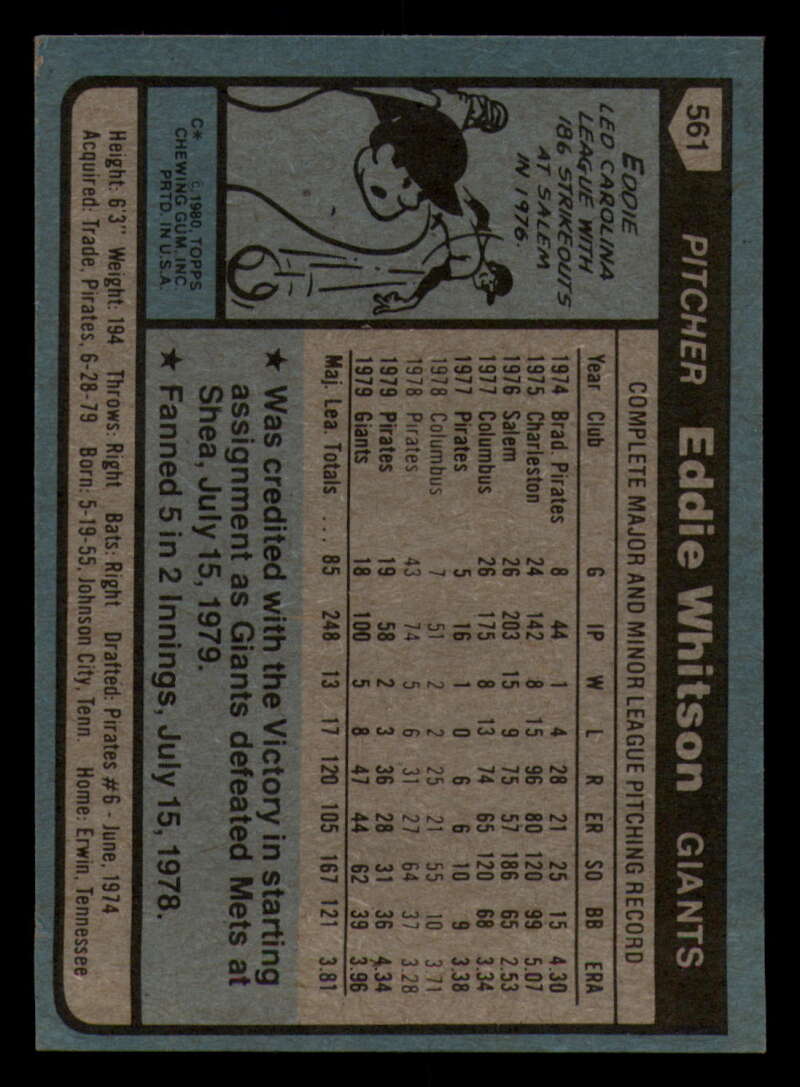 561 PITCHER Eddie Whitson GIANTS
EDDIE
LED CAROLINA
LEAGUE WITH
186 STRIKEOUTS
AT SALEM
IN 1976.
C* © 1980, TOPPS
CHEWING GUM, INC.
PRTD. IN U.S.A.
COMPLETE MAJOR AND MINOR LEAGUE PITCHING RECORD
Year Club G IP W L R ER SO BB ERA
1974 Brad. Pirates 8 44 1 4 28 21 25 15 4.30
1975 Charleston 24 142 8 15 96 80 120 99 5.07
1976 Salem 26 203 15 9 75 57 186 65 2.53
1977 Columbus 26 175 8 13 74 65 120 68 3.34
1977 Pirates 5 16 1 0 6 6 10 9 3.38
1978 Columbus 7 51 2 2 25 21 55 10 3.71
1978 Pirates 43 74 5 6 31 27 64 37 3.28
1979 Pirates 19 58 2 3 36 28 31 36 4.34
1979 Giants 18 100 5 8 47 44 62 39 3.96
Maj. Lea. Totals ... 85 248 13 17 120 105 167 121 3.81
★ Was credited with the Victory in starting
assignment as Giants defeated Mets at
Shea, July 15, 1979.
★ Fanned 5 in 2 Innings, July 15, 1978.
Height: 6'3" Weight: 194 Throws: Right Bats: Right Drafted: Pirates #6 - June, 1974
Acquired: Trade, Pirates, 6-28-79 Born: 5-19-55, Johnson City, Tenn. Home: Erwin, Tennessee